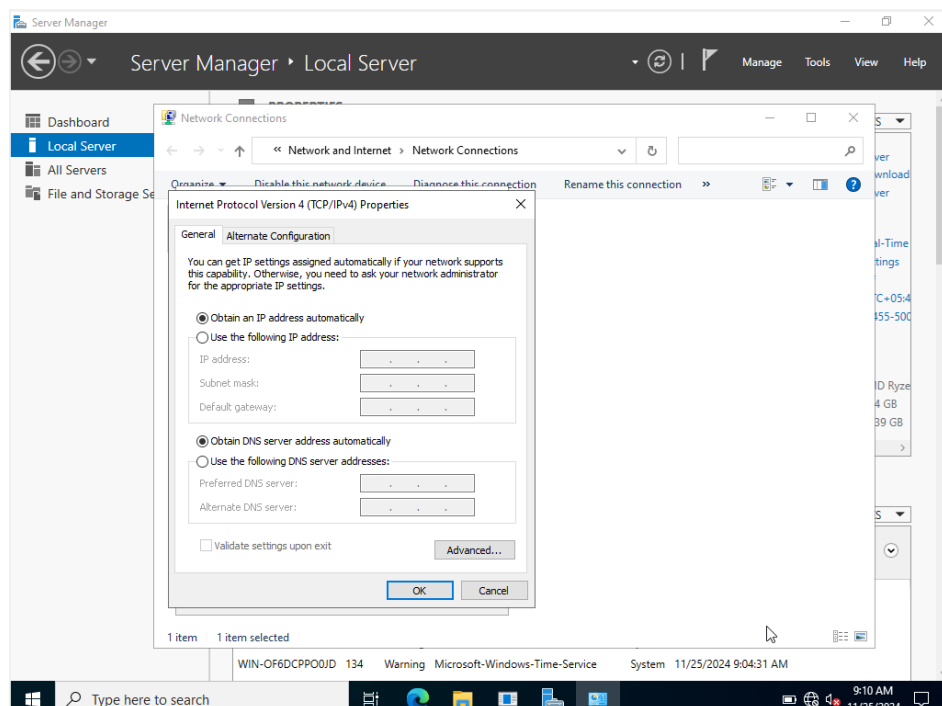 Server Manager
Server Manager • Local Server
Manage Tools View Help
Dashboard
Local Server
All Servers
File and Storage Se
PROPERTIES
Network Connections
« Network and Internet › Network Connections
Organize Disable this network device Diagnose this connection Rename this connection »
Internet Protocol Version 4 (TCP/IPv4) Properties
General Alternate Configuration
You can get IP settings assigned automatically if your network supports
this capability. Otherwise, you need to ask your network administrator
for the appropriate IP settings.
Obtain an IP address automatically
Use the following IP address:
IP address:
Subnet mask:
Default gateway:
Obtain DNS server address automatically
Use the following DNS server addresses:
Preferred DNS server:
Alternate DNS server:
Validate settings upon exit
Advanced...
OK Cancel
1 item 1 item selected
S
ver
wnload
ver
al-Time
tings
TC+05:4
455-500
D Ryze
4 GB
39 GB
S
WIN-OF6DCPPO0JD 134 Warning Microsoft-Windows-Time-Service System 11/25/2024 9:04:31 AM
Type here to search
9:10 AM
11/25/2024